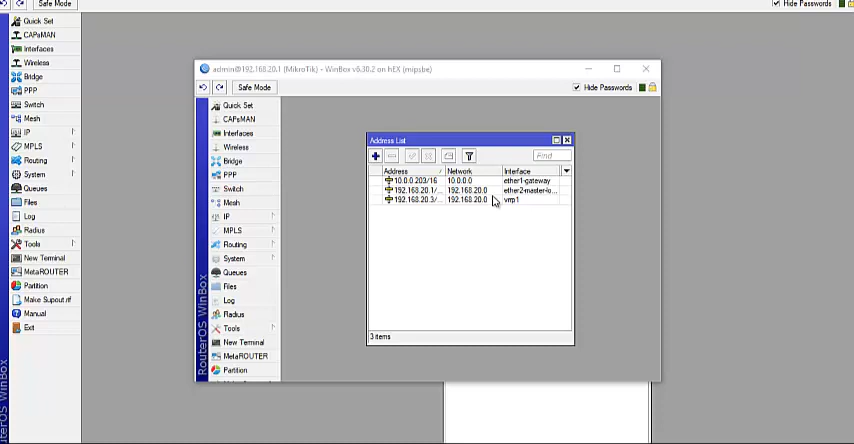 Safe Mode
Hide Passwords
Quick Set
CAPsMAN
Interfaces
Wireless
Bridge
PPP
Switch
Mesh
IP
MPLS
Routing
System
Queues
Files
Log
Radius
Tools
New Terminal
MetaROUTER
Partition
Make Supout.rif
Manual
Exit
uterOS WinBox
admin@192.168.20.1 (MikroTik) - WinBox v6.30.2 on hEX (mipsbe)
Safe Mode
Hide Passwords
Quick Set
CAPsMAN
Interfaces
Wireless
Bridge
PPP
Switch
Mesh
IP
MPLS
Routing
System
Queues
Files
Log
Radius
Tools
New Terminal
MetaROUTER
Partition
RouterOS WinBox
Address List
Find
Address Network Interface
10.0.0.203/16 10.0.0.0 ether1-gateway
192.168.20.1/... 192.168.20.0 ether2-master-lo...
192.168.20.3/... 192.168.20.0 vrrp1
3 items